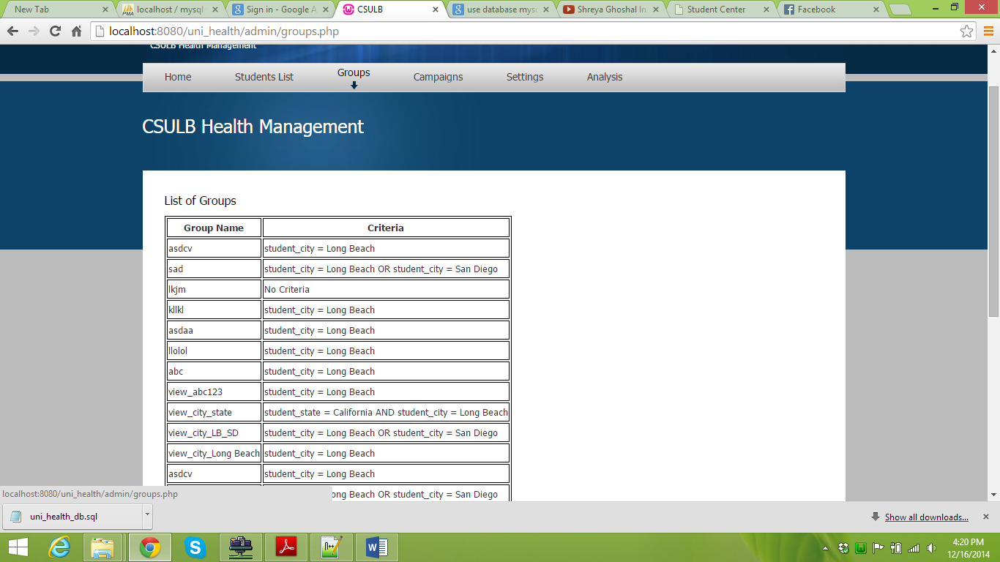 New Tab
localhost / mysql
Sign in - Google A
CSULB
use database myso
Shreya Ghoshal In
Student Center
Facebook
localhost:8080/uni_health/admin/groups.php
CSULB Health Management
Home Students List Groups Campaigns Settings Analysis
CSULB Health Management
List of Groups
Group Name Criteria
asdcv student_city = Long Beach
sad student_city = Long Beach OR student_city = San Diego
lkjm No Criteria
kllkl student_city = Long Beach
asdaa student_city = Long Beach
llolol student_city = Long Beach
abc student_city = Long Beach
view_abc123 student_city = Long Beach
view_city_state student_state = California AND student_city = Long Beach
view_city_LB_SD student_city = Long Beach OR student_city = San Diego
view_city_Long Beach student_city = Long Beach
asdcv student_city = Long Beach
ong Beach OR student_city = San Diego
localhost:8080/uni_health/admin/groups.php
uni_health_db.sql
Show all downloads...
4:20 PM
12/16/2014